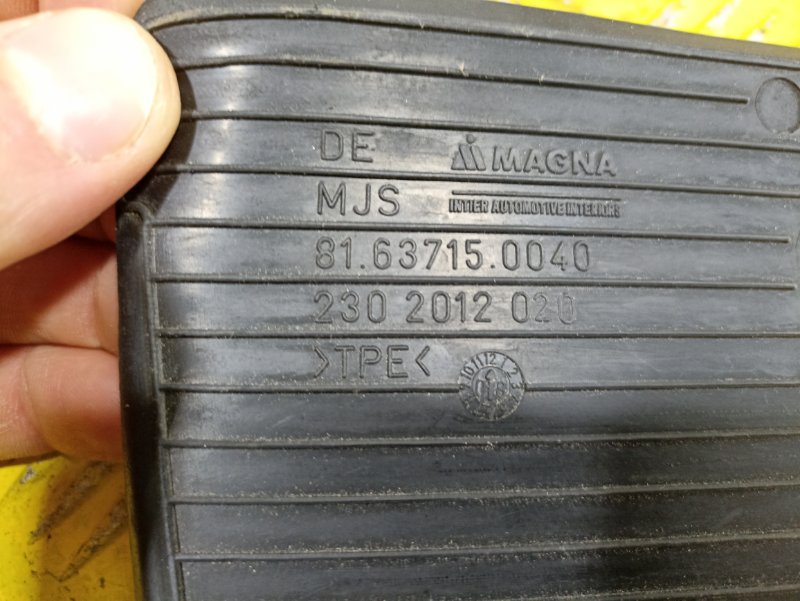 DE MAGNA
MJS INTIER AUTOMOTIVE INTERIORS
81.63715.0040
230 2012 020
>TPE<